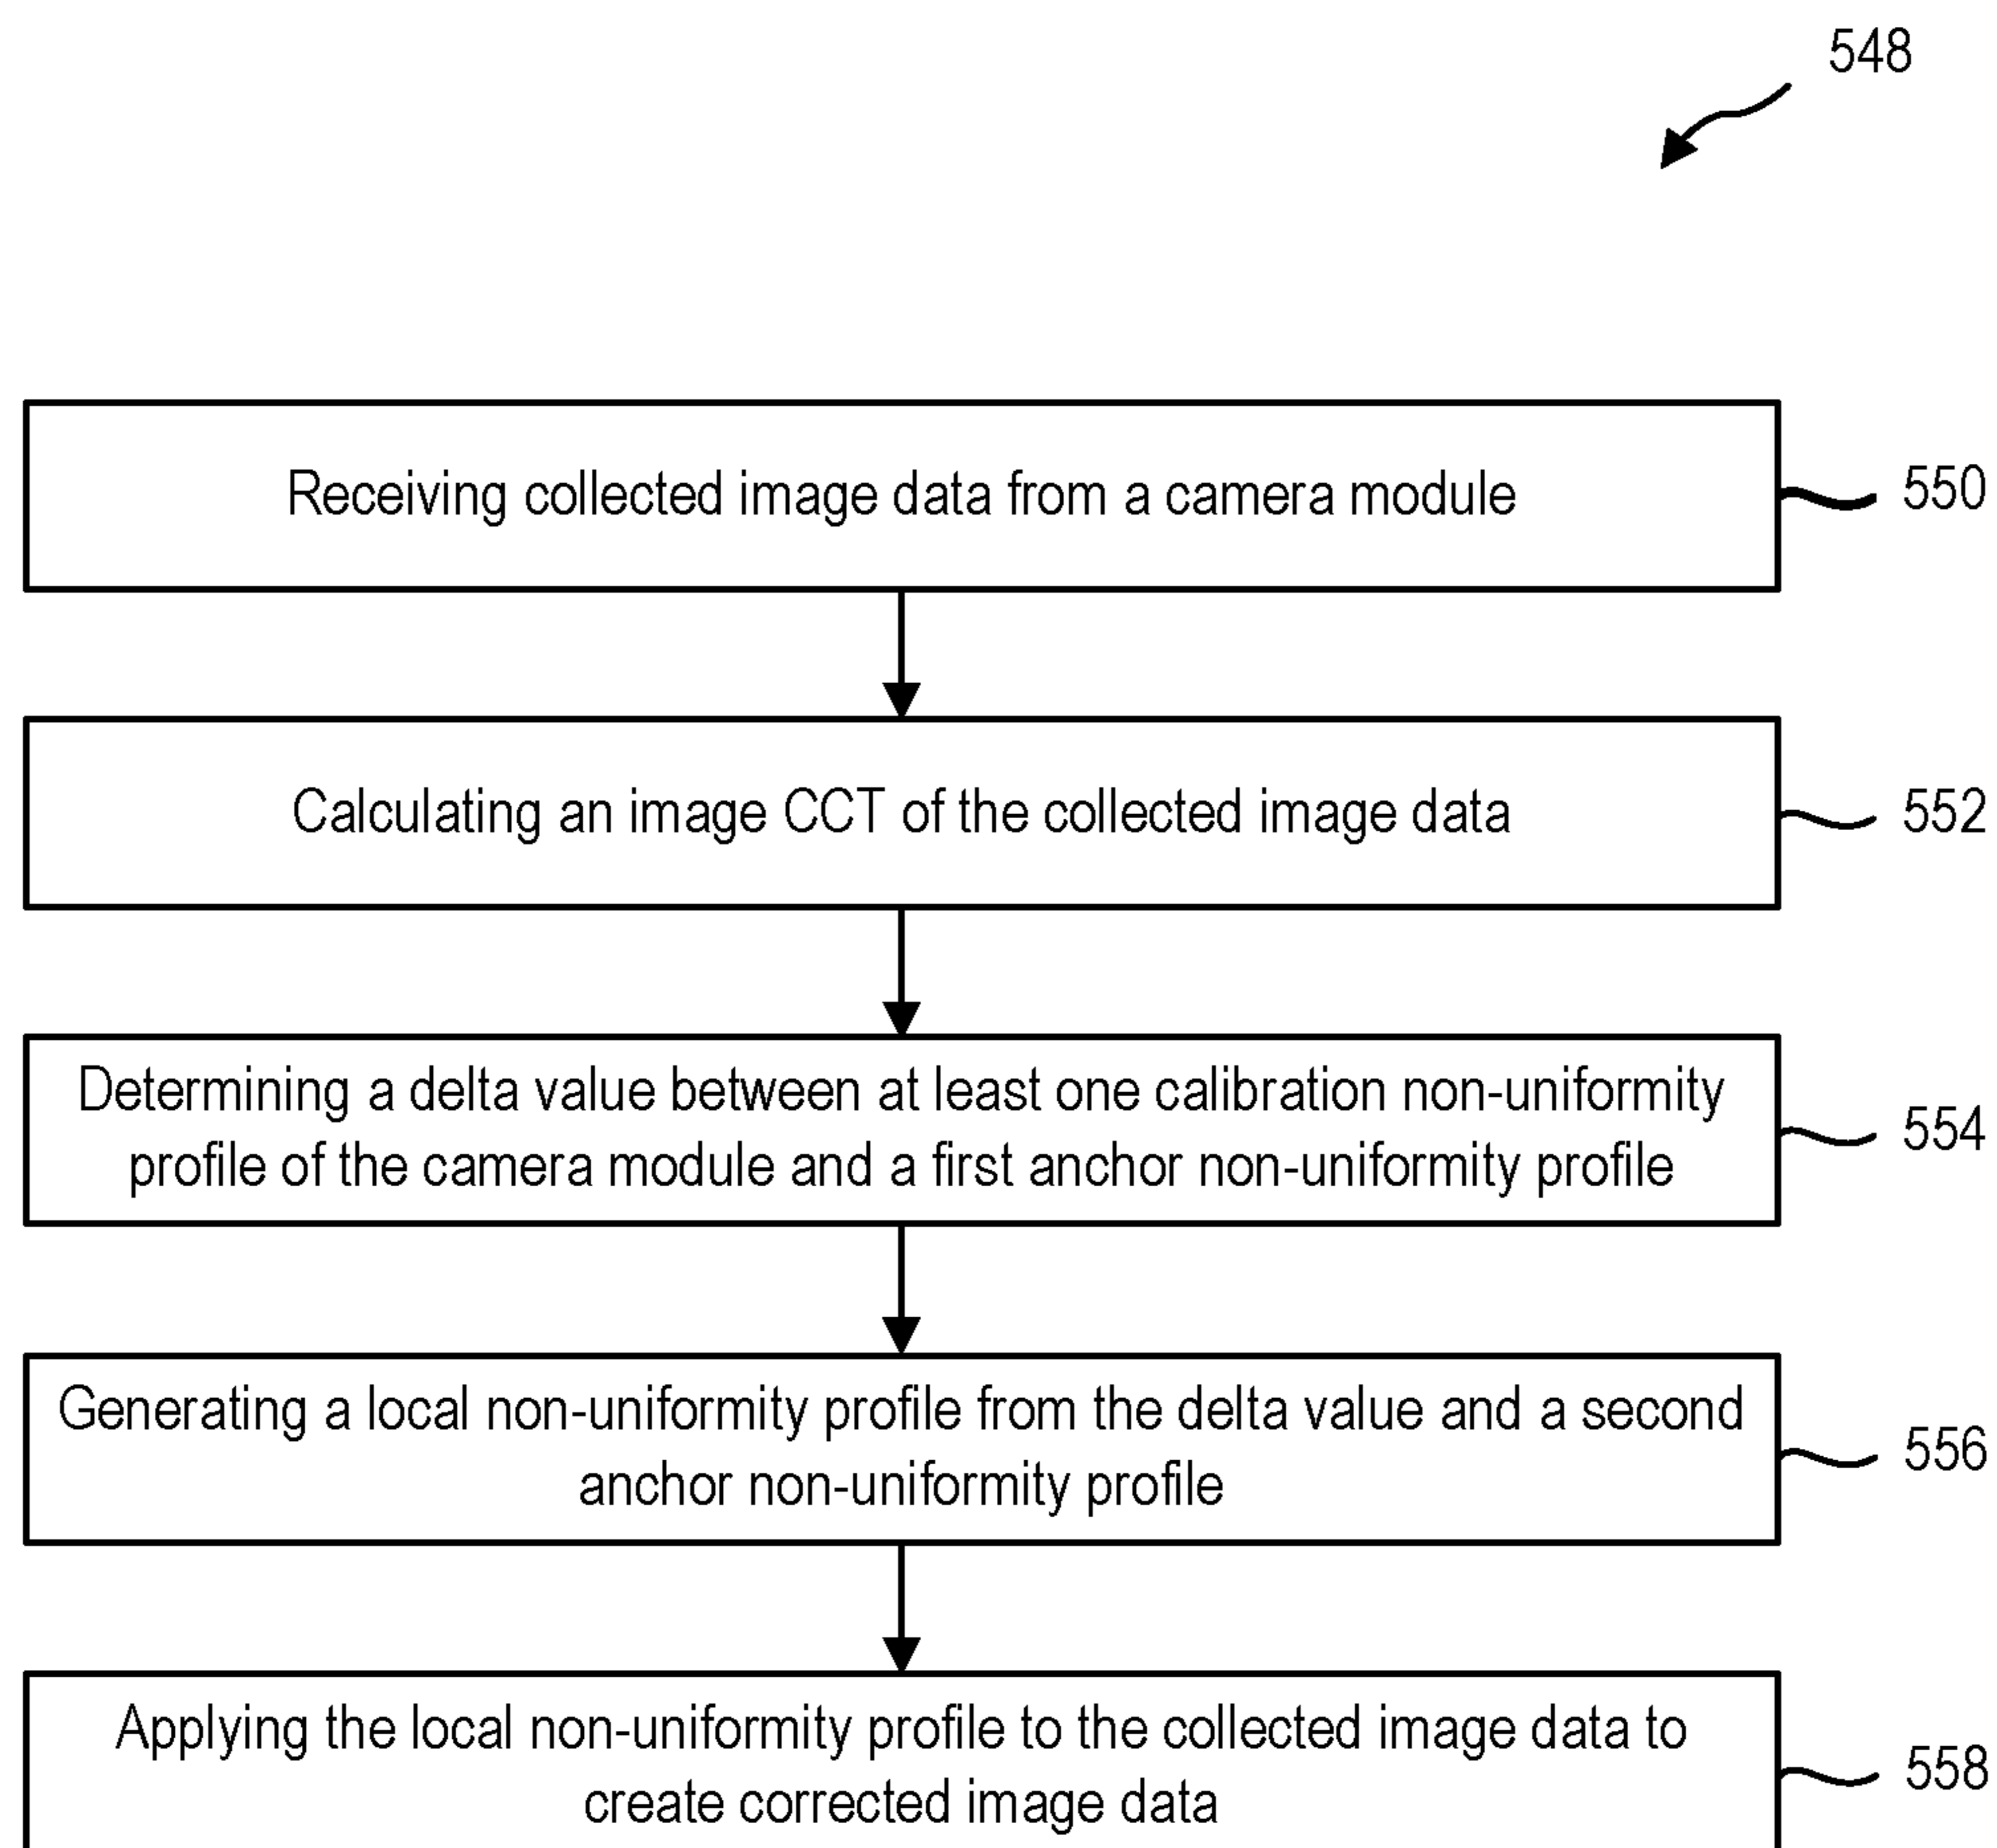 548
Receiving collected image data from a camera module
550
Calculating an image CCT of the collected image data
552
Determining a delta value between at least one calibration non-uniformity
profile of the camera module and a first anchor non-uniformity profile
554
Generating a local non-uniformity profile from the delta value and a second
anchor non-uniformity profile
556
Applying the local non-uniformity profile to the collected image data to
create corrected image data
558